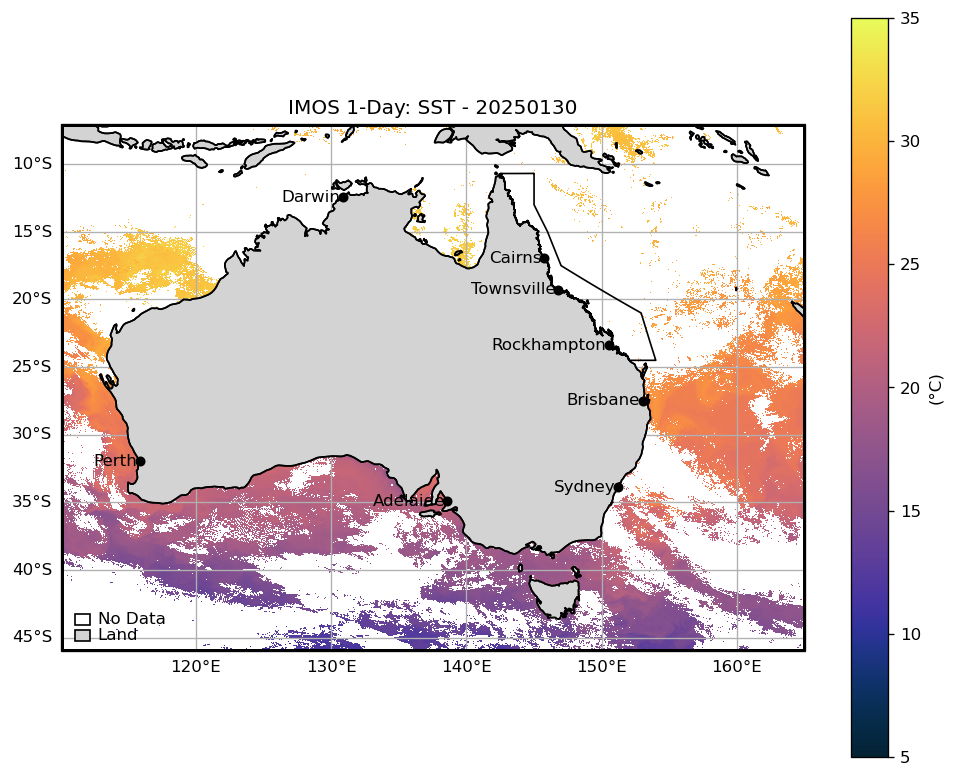 IMOS 1-Day: SST - 20250130
35
30
25
20
15
10
5
(°C)
10°S
15°S
20°S
25°S
30°S
35°S
40°S
45°S
Darwin
Cairns
Townsville
Rockhampton
Brisbane
Perth
Sydney
Adelaide
No Data
Land
120°E
130°E
140°E
150°E
160°E